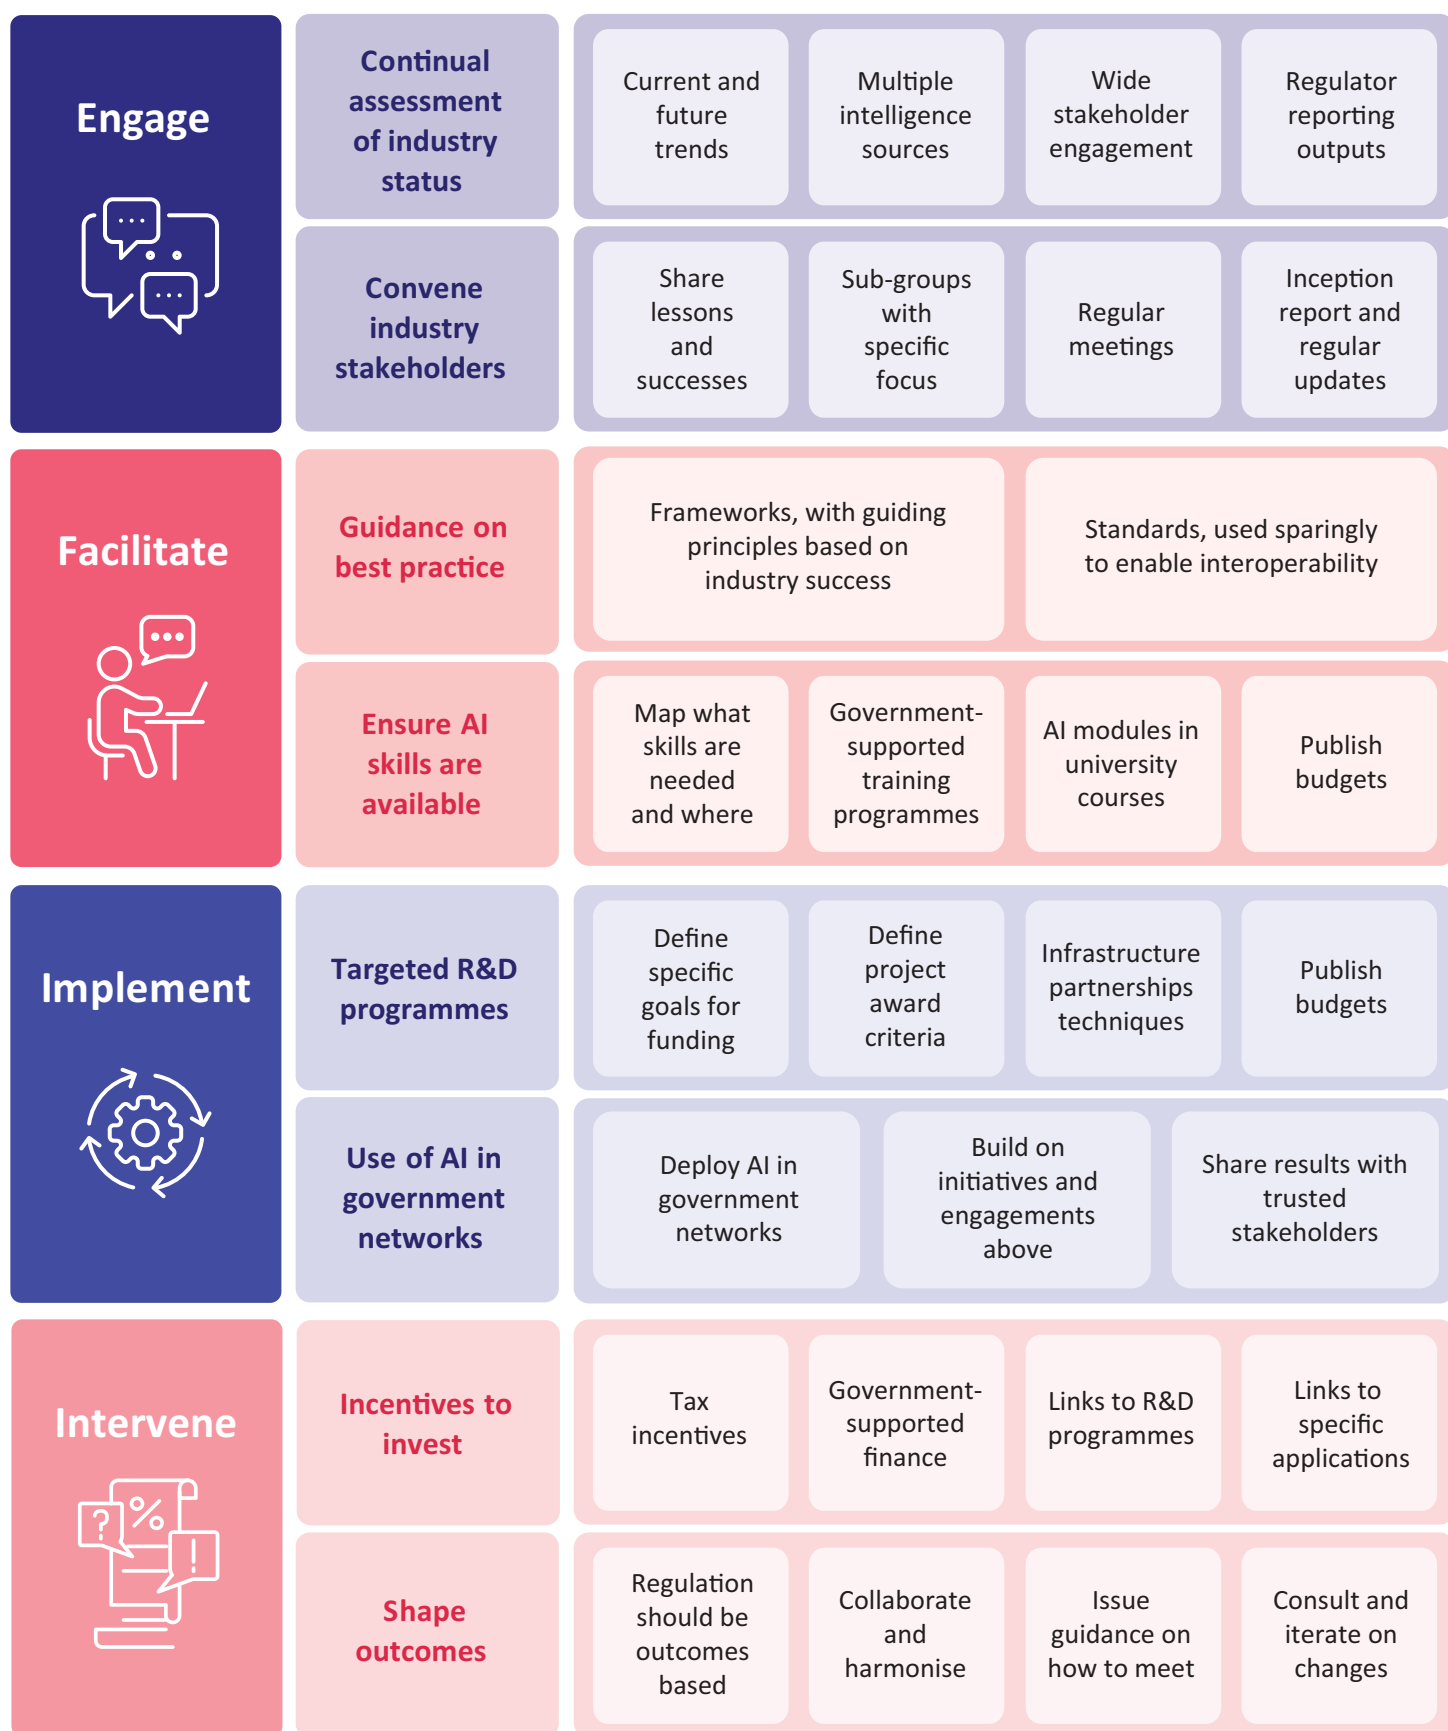 Engage
Continual
assessment
of industry
status
Current and
future
trends
Multiple
intelligence
sources
Wide
stakeholder
engagement
Regulator
reporting
outputs
Convene
industry
stakeholders
Share
lessons
and
successes
Sub-groups
with
specific
focus
Regular
meetings
Inception
report and
regular
updates
Facilitate
Guidance on
best practice
Frameworks, with guiding
principles based on
industry success
Standards, used sparingly
to enable interoperability
Ensure AI
skills are
available
Map what
skills are
needed
and where
Government-
supported
training
programmes
AI modules in
university
courses
Publish
budgets
Implement
Targeted R&D
programmes
Define
specific
goals for
funding
Define
project
award
criteria
Infrastructure
partnerships
techniques
Publish
budgets
Use of AI in
government
networks
Deploy AI in
government
networks
Build on
initiatives and
engagements
above
Share results with
trusted
stakeholders
Intervene
? % !
Incentives to
invest
Tax
incentives
Government-
supported
finance
Links to R&D
programmes
Links to
specific
applications
Shape
outcomes
Regulation
should be
outcomes
based
Collaborate
and
harmonise
Issue
guidance on
how to meet
Consult and
iterate on
changes